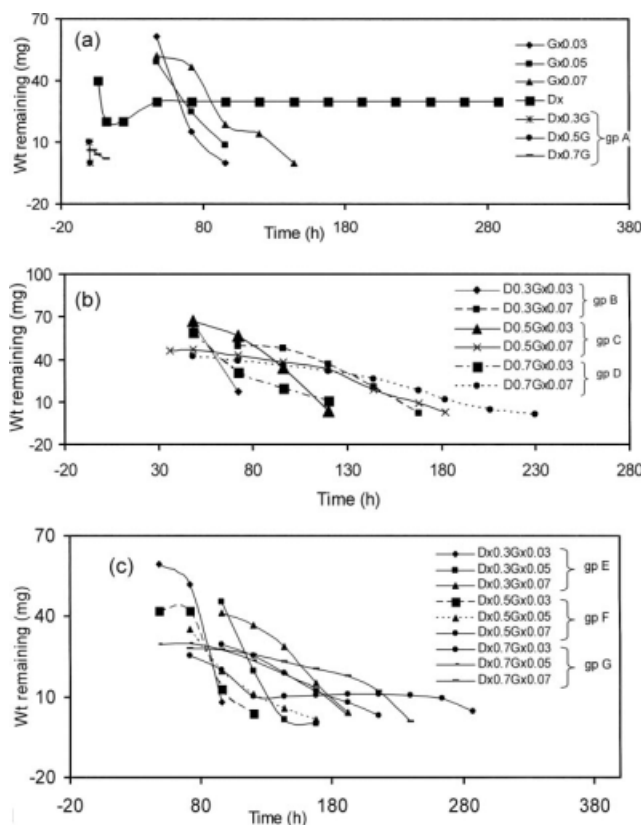 (a)
Wt remaining (mg)
70
40
10
-20
-20 80 180 280 380
Time (h)
Gx0.03
Gx0.05
Gx0.07
Dx
Dx0.3G
Dx0.5G
Dx0.7G
gp A
(b)
Wt remaining (mg)
100
70
40
10
-20
-20 30 80 130 180 230 280
Time (h)
D0.3Gx0.03
D0.3Gx0.07
D0.5Gx0.03
D0.5Gx0.07
D0.7Gx0.03
D0.7Gx0.07
gp B
gp C
gp D
(c)
Wt remaining (mg)
70
40
10
-20
-20 80 180 280 400
Time (h)
Dx0.3Gx0.03
Dx0.3Gx0.05
Dx0.3Gx0.07
Dx0.5Gx0.03
Dx0.5Gx0.05
Dx0.5Gx0.07
Dx0.7Gx0.03
Dx0.7Gx0.05
Dx0.7Gx0.07
gp E
gp F
gp G